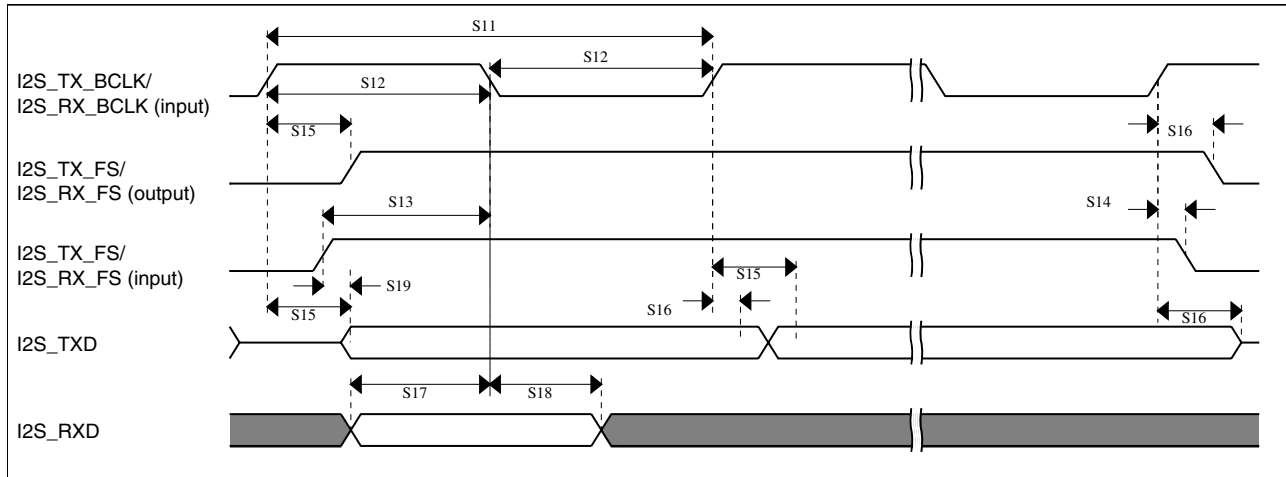 S11
S12
I2S_TX_BCLK/
I2S_RX_BCLK (input)
S12
S15
S16
I2S_TX_FS/
I2S_RX_FS (output)
S13
S14
I2S_TX_FS/
I2S_RX_FS (input)
S15
S19
S15
S16
S16
I2S_TXD
S17
S18
I2S_RXD